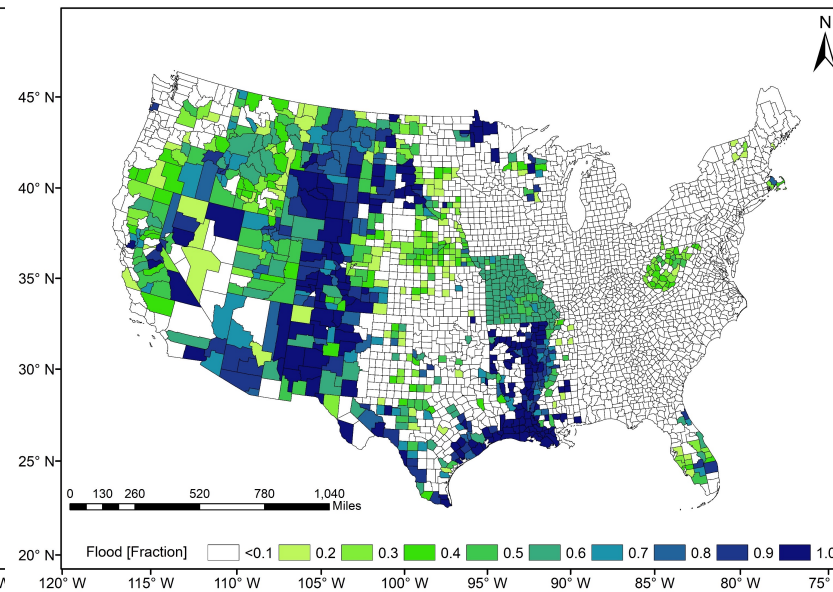 N
45° N
40° N
35° N
30° N
25° N
20° N
0 130 260 520 780 1,040
Miles
Flood [Fraction] <0.1 0.2 0.3 0.4 0.5 0.6 0.7 0.8 0.9 1.0
120° W 115° W 110° W 105° W 100° W 95° W 90° W 85° W 80° W 75°